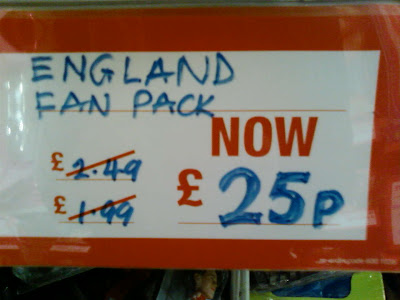 ENGLAND
FAN PACK
NOW
£ 2.49
£ 1.99
£ 25p